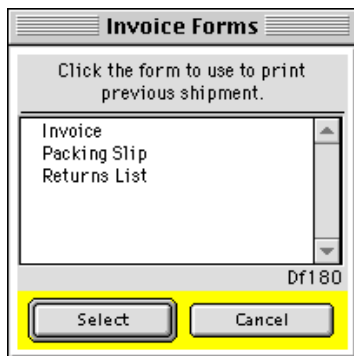 Invoice Forms
Click the form to use to print
previous shipment.
Invoice
Packing Slip
Returns List
Df180
Select
Cancel